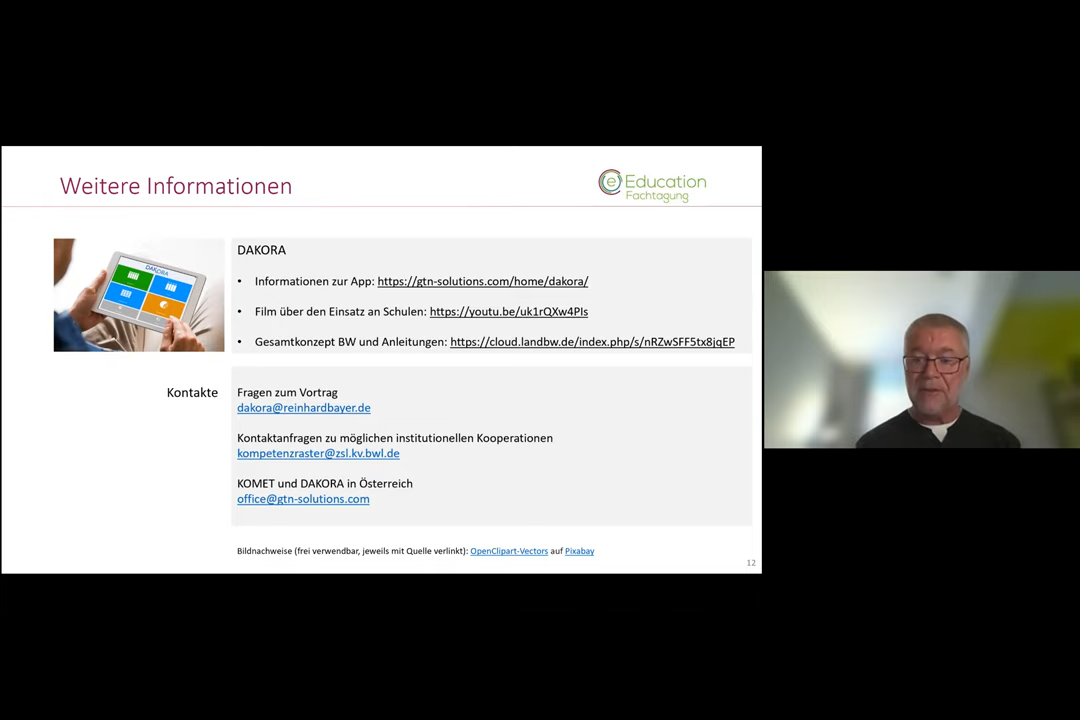 Weitere Informationen
e Education
Fachtagung
DAKORA
DAKORA
• Informationen zur App: https://gtn-solutions.com/home/dakora/
• Film über den Einsatz an Schulen: https://youtu.be/uk1rQXw4PIs
• Gesamtkonzept BW und Anleitungen: https://cloud.landbw.de/index.php/s/nRZwSFF5tx8jqEP
Kontakte
Fragen zum Vortrag
dakora@reinhardbayer.de
Kontaktanfragen zu möglichen institutionellen Kooperationen
kompetenzraster@zsl.kv.bwl.de
KOMET und DAKORA in Österreich
office@gtn-solutions.com
Bildnachweise (frei verwendbar, jeweils mit Quelle verlinkt): OpenClipart-Vectors auf Pixabay
12